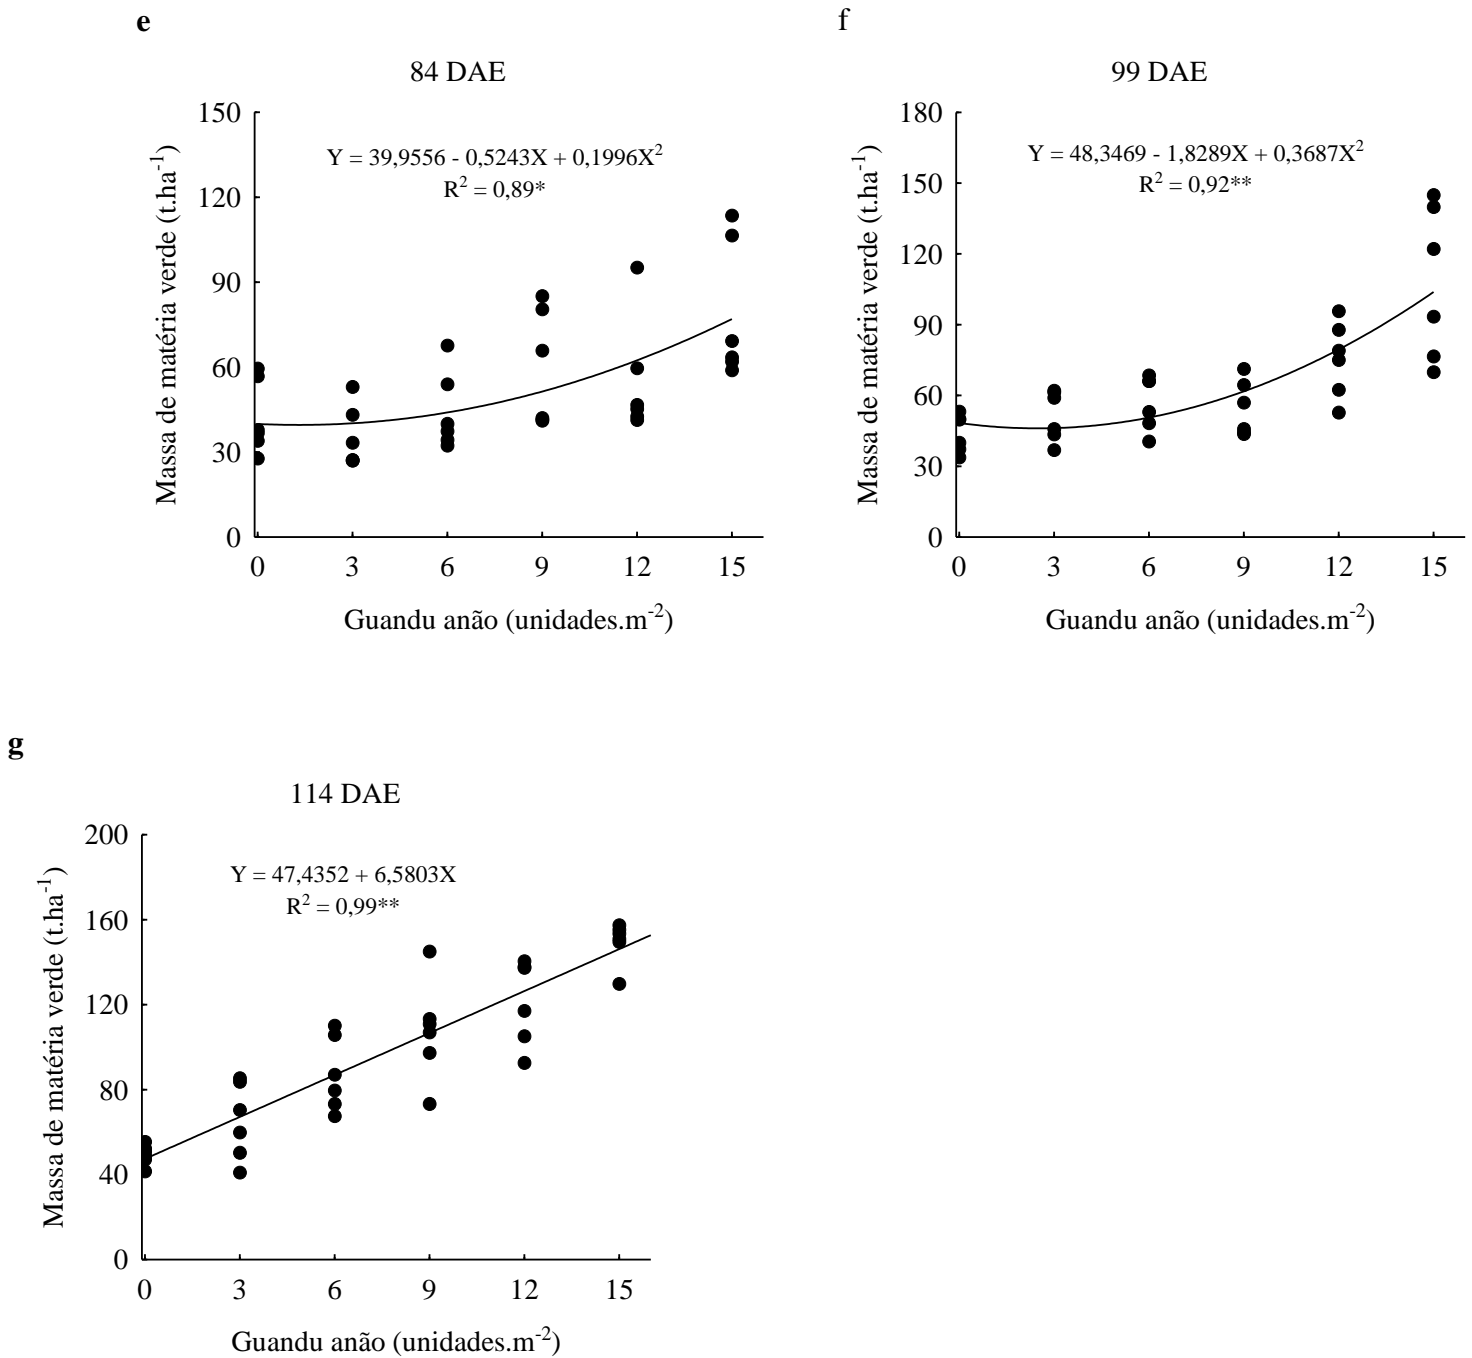 e
84 DAE
Y = 39,9556 - 0,5243X + 0,1996X²
R² = 0,89*
Massa de matéria verde (t.ha⁻¹)
150
120
90
60
30
0
0 3 6 9 12 15
Guandu anão (unidades.m⁻²)
f
99 DAE
Y = 48,3469 - 1,8289X + 0,3687X²
R² = 0,92**
Massa de matéria verde (t.ha⁻¹)
180
150
120
90
60
30
0
0 3 6 9 12 15
Guandu anão (unidades.m⁻²)
g
114 DAE
Y = 47,4352 + 6,5803X
R² = 0,99**
Massa de matéria verde (t.ha⁻¹)
200
160
120
80
40
0
0 3 6 9 12 15
Guandu anão (unidades.m⁻²)